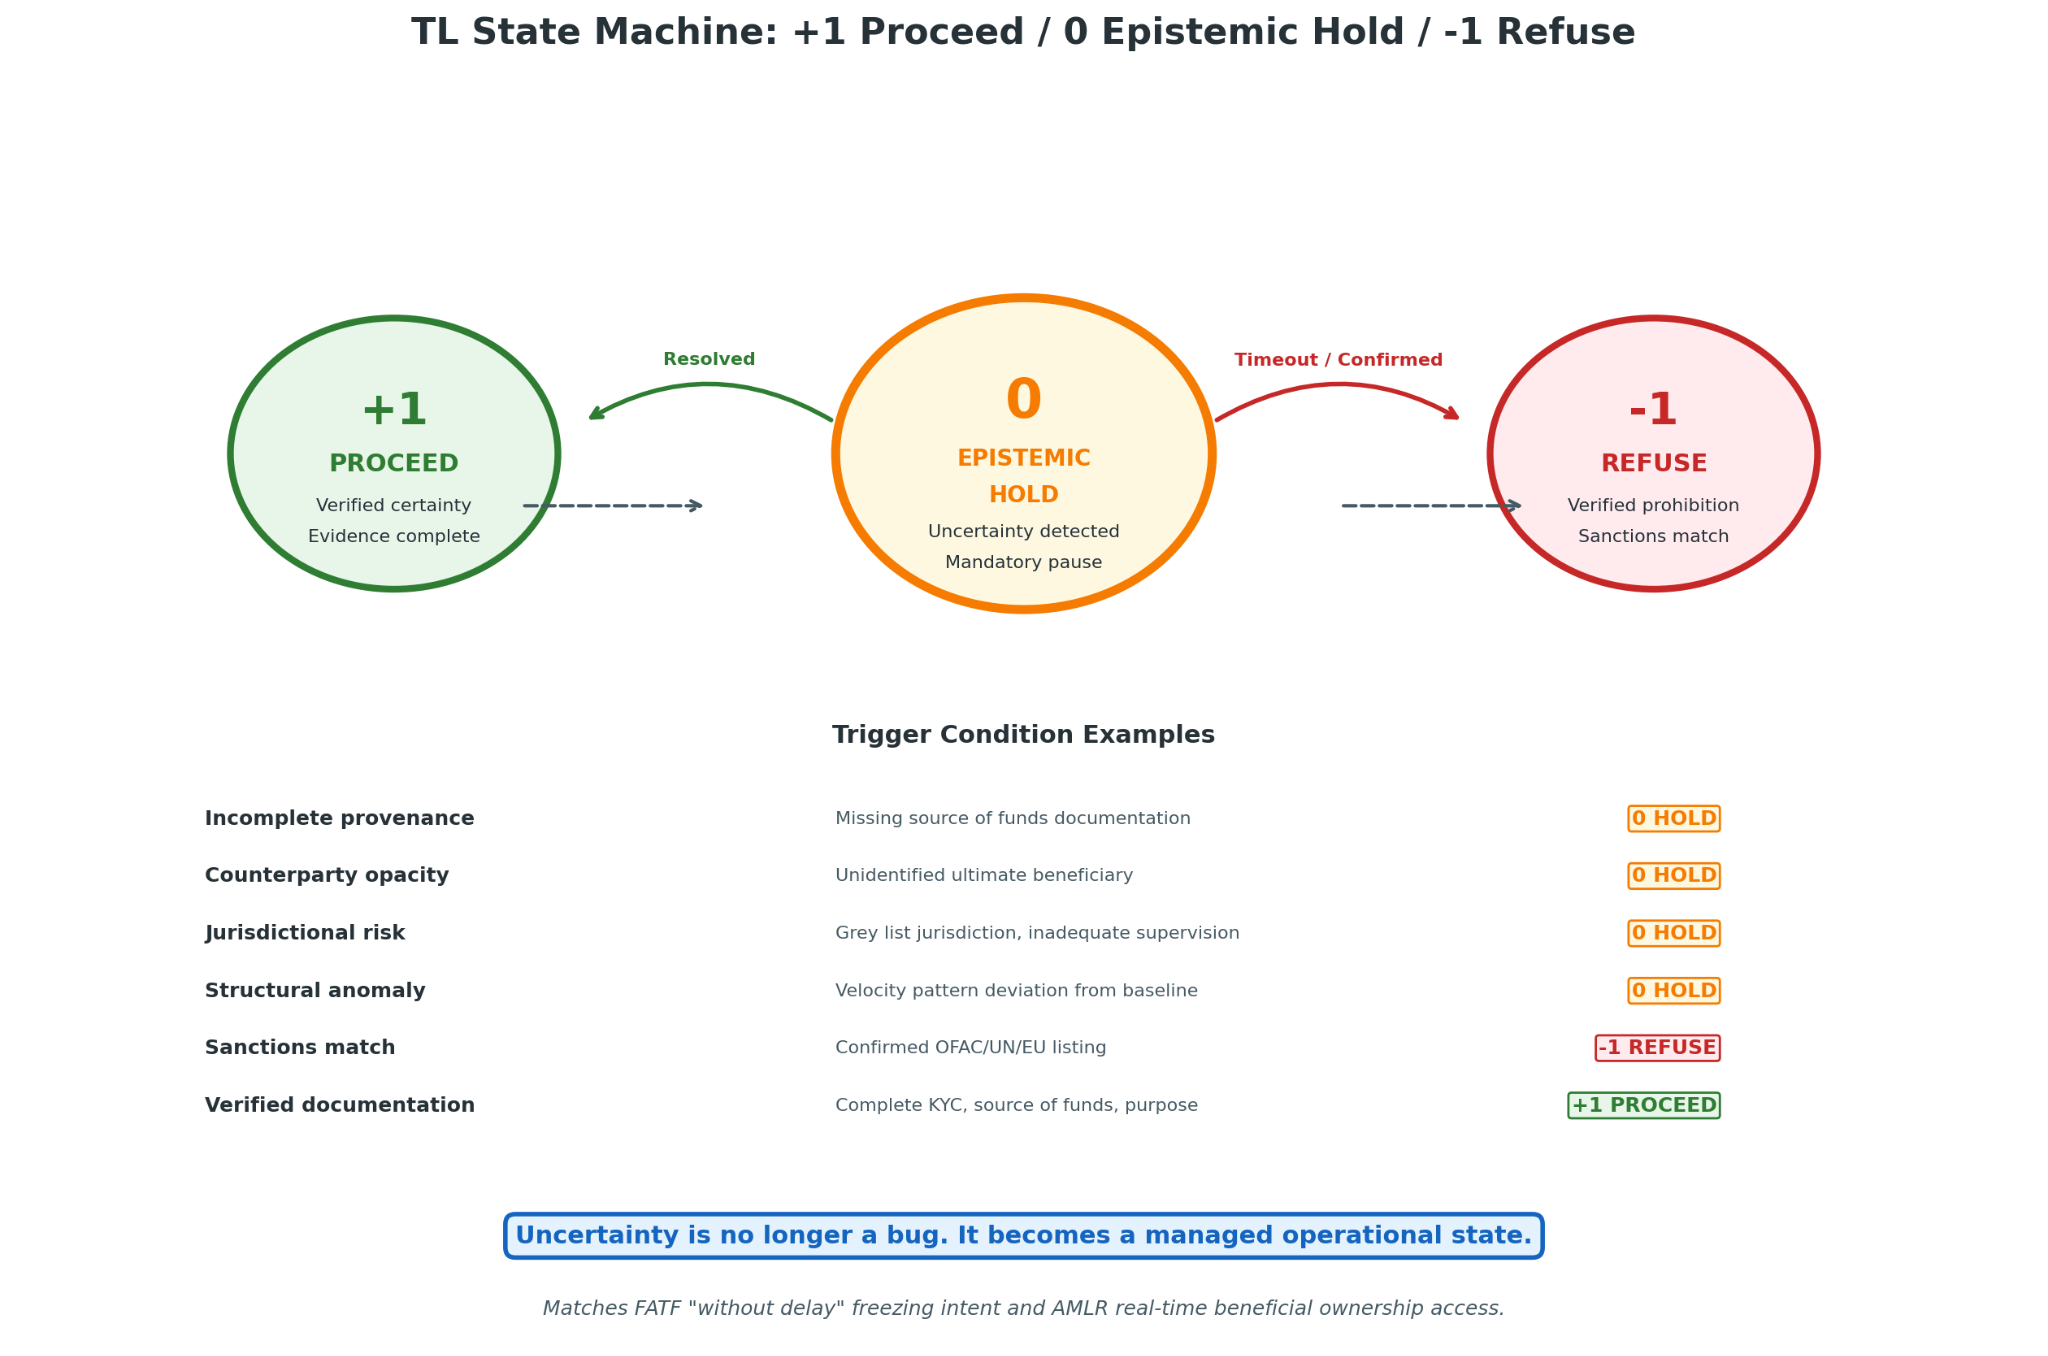 TL State Machine: +1 Proceed / 0 Epistemic Hold / -1 Refuse
+1
PROCEED
Verified certainty
Evidence complete
Resolved
0
EPISTEMIC
HOLD
Uncertainty detected
Mandatory pause
Timeout / Confirmed
-1
REFUSE
Verified prohibition
Sanctions match
Trigger Condition Examples
Incomplete provenance Missing source of funds documentation 0 HOLD
Counterparty opacity Unidentified ultimate beneficiary 0 HOLD
Jurisdictional risk Grey list jurisdiction, inadequate supervision 0 HOLD
Structural anomaly Velocity pattern deviation from baseline 0 HOLD
Sanctions match Confirmed OFAC/UN/EU listing -1 REFUSE
Verified documentation Complete KYC, source of funds, purpose +1 PROCEED
Uncertainty is no longer a bug. It becomes a managed operational state.
Matches FATF "without delay" freezing intent and AMLR real-time beneficial ownership access.